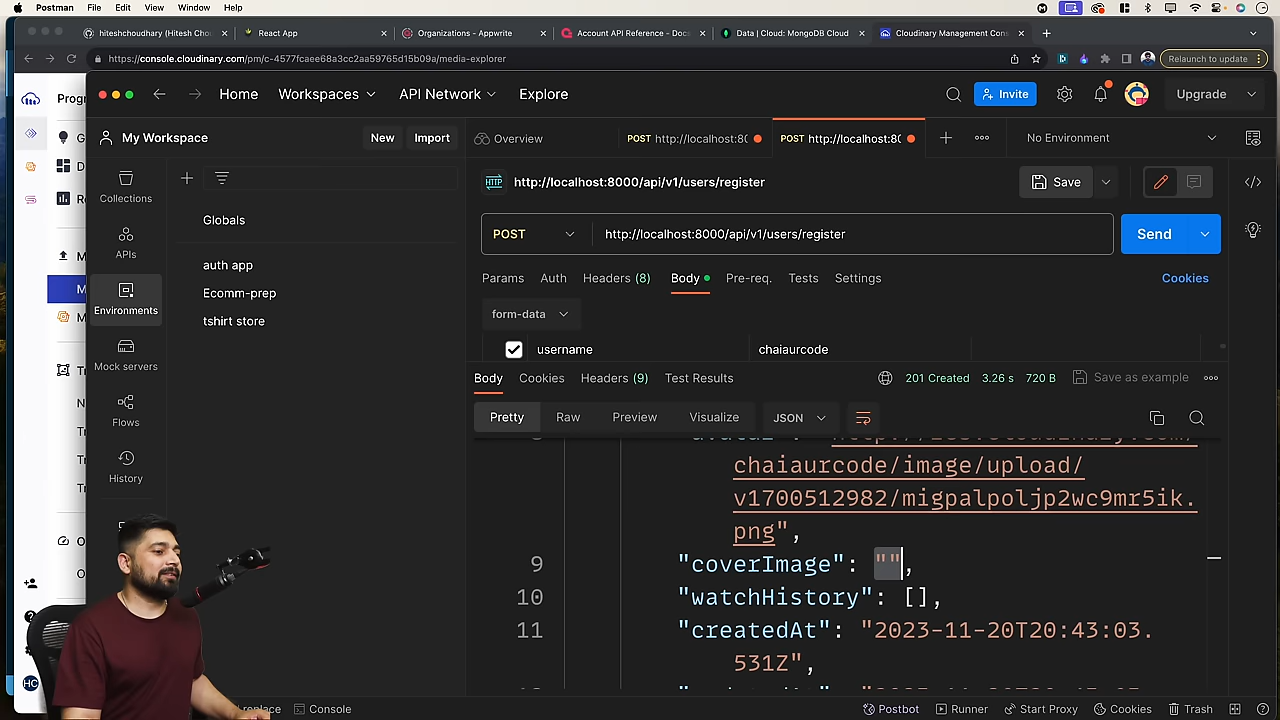 Postman File Edit View Window Help
hiteshchoudhary (Hitesh Cho
React App
Organizations - Appwrite
Account API Reference - Docs
Data | Cloud: MongoDB Cloud
Cloudinary Management Cons
https://console.cloudinary.com/pm/c-4577fcaee68a3cc2aa59765d15b09a/media-explorer
Relaunch to update
Home Workspaces API Network Explore
Invite
Upgrade
My Workspace
New Import
Overview
POST http://localhost:80
POST http://localhost:80
No Environment
Collections
APIs
Environments
Mock servers
Flows
History
Globals
auth app
Ecomm-prep
tshirt store
HTTP http://localhost:8000/api/v1/users/register
Save
POST http://localhost:8000/api/v1/users/register
Send
Params Auth Headers (8) Body Pre-req. Tests Settings
Cookies
form-data
username chaiaurcode
Body Cookies Headers (9) Test Results
201 Created 3.26 s 720 B Save as example
Pretty Raw Preview Visualize JSON
chaiaurcode/image/upload/
v1700512982/migpalpoljp2wc9mr5ik.
png",
9 "coverImage": "",
10 "watchHistory": [],
11 "createdAt": "2023-11-20T20:43:03.
531Z",
Progr
HC
replace Console
Postbot Runner Start Proxy Cookies Trash